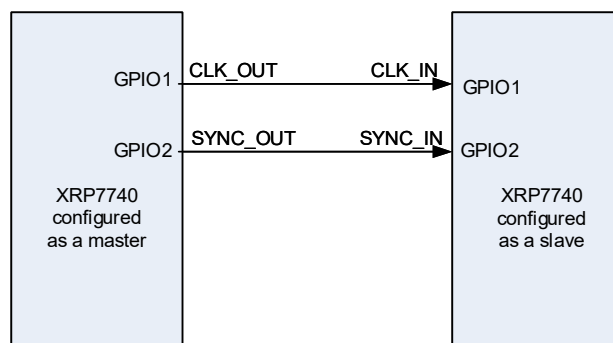 GPIO1 CLK_OUT CLK_IN GPIO1
GPIO2 SYNC_OUT SYNC_IN GPIO2
XRP7740
configured
as a master
XRP7740
configured
as a slave